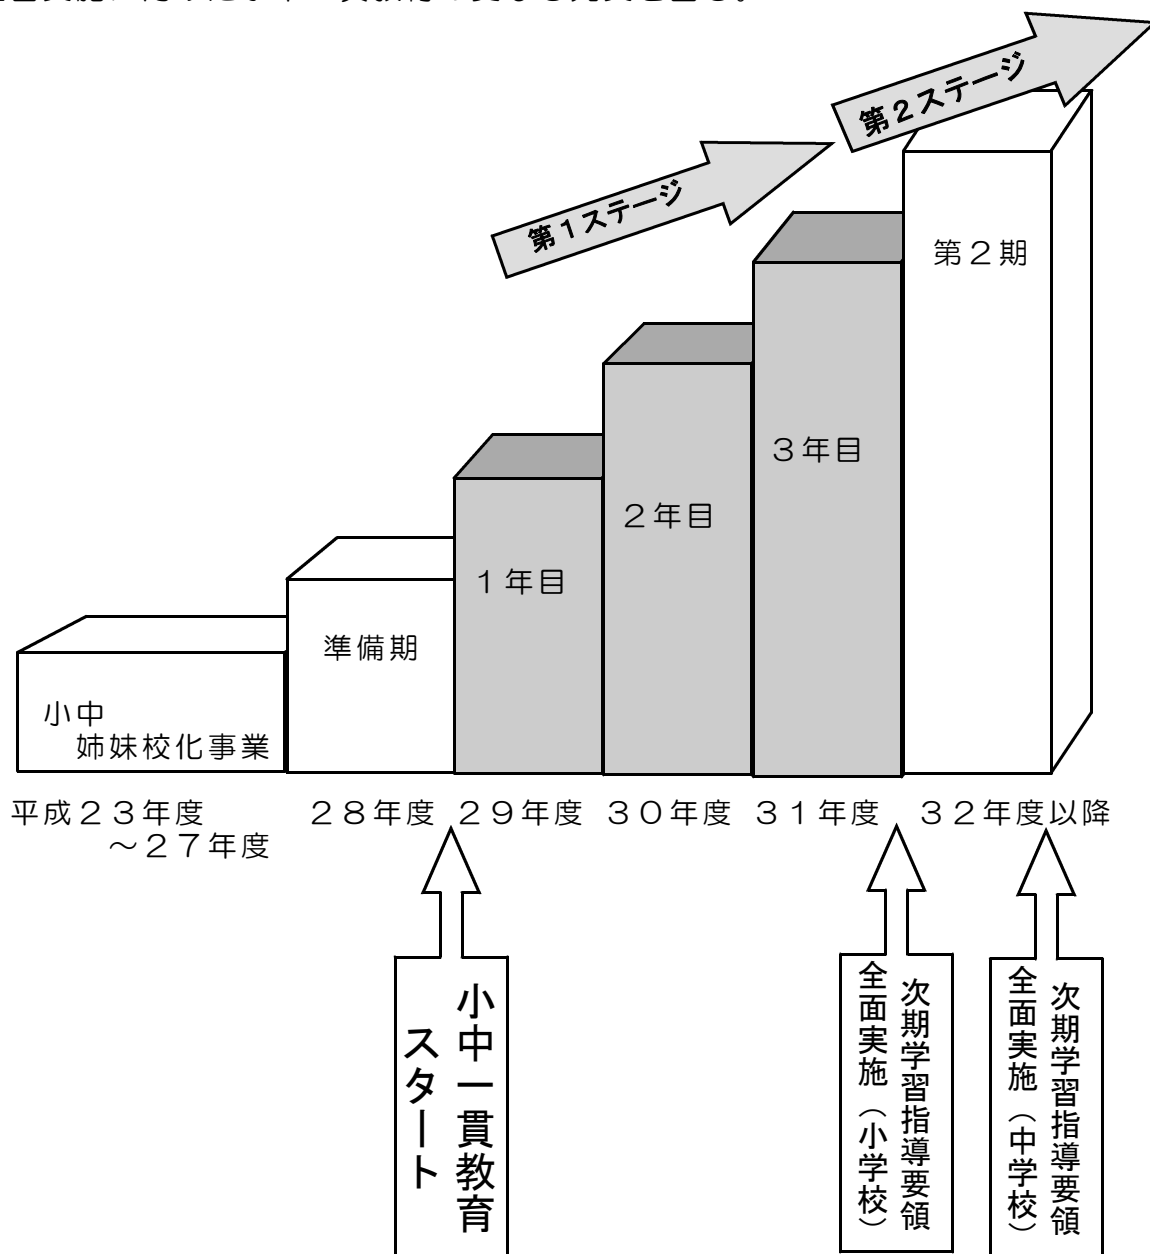 第２ステージ
第１ステージ
第２期
３年目
２年目
１年目
準備期
小中
姉妹校化事業
平成２３年度
～２７年度
２８年度
２９年度
３０年度
３１年度
３２年度以降
小中一貫教育
スタート
次期学習指導要領
全面実施（小学校）
次期学習指導要領
全面実施（中学校）